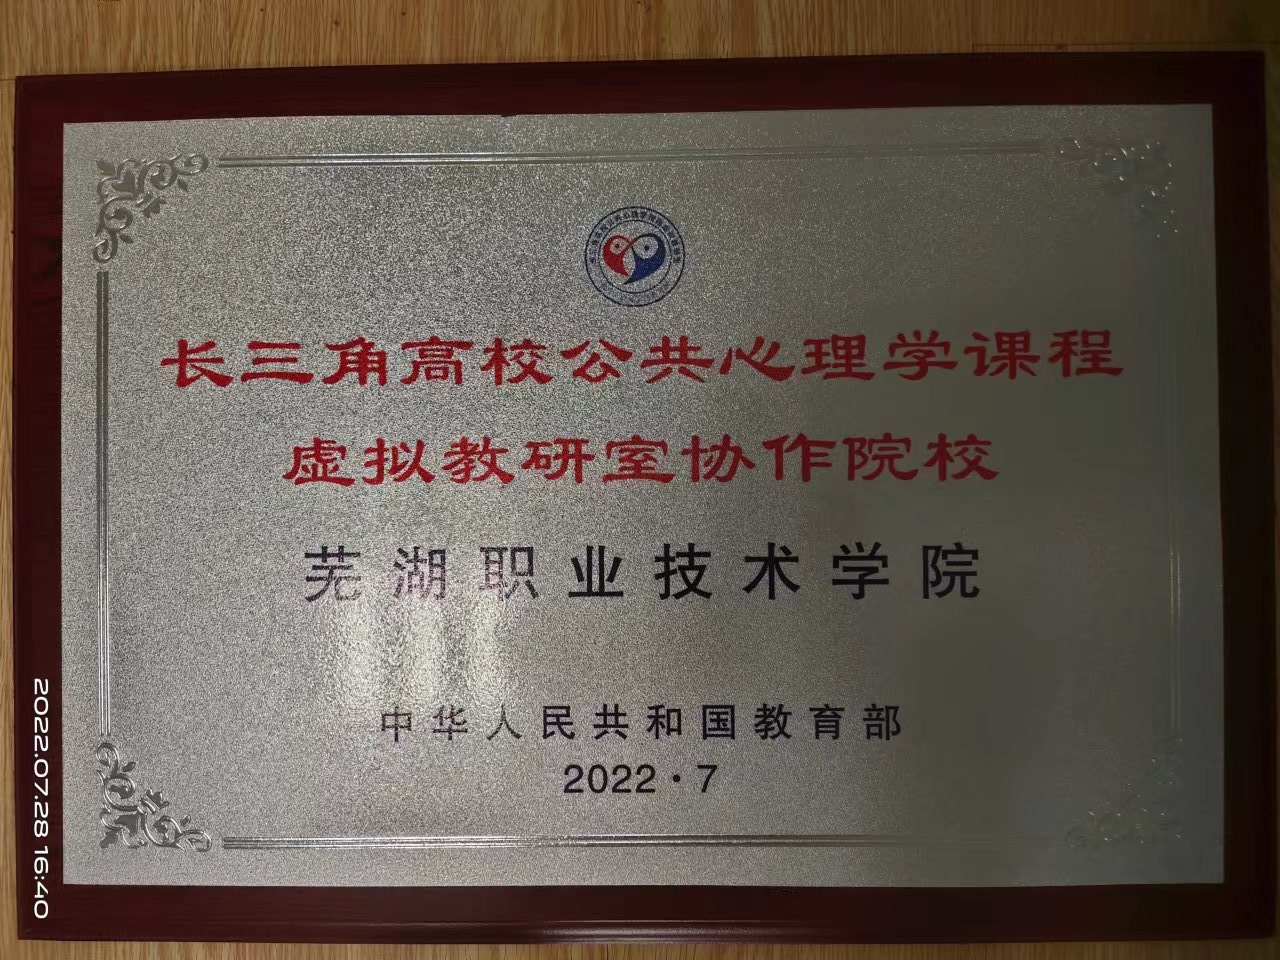 长三角高校公共心理学课程
虚拟教研室协作院校
芜湖职业技术学院
中华人民共和国教育部
2022·7
2022.07.28 16:40